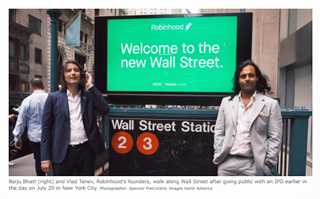 Robinhood
Welcome to the
new Wall Street.
Wall Street Station
2 3
Baiju Bhatt (right) and Vlad Tenev, Robinhood's founders, walk along Wall Street after going public with an IPO earlier in
the day on July 29 in New York City. Photographer: Spencer Platt/Getty Images North America